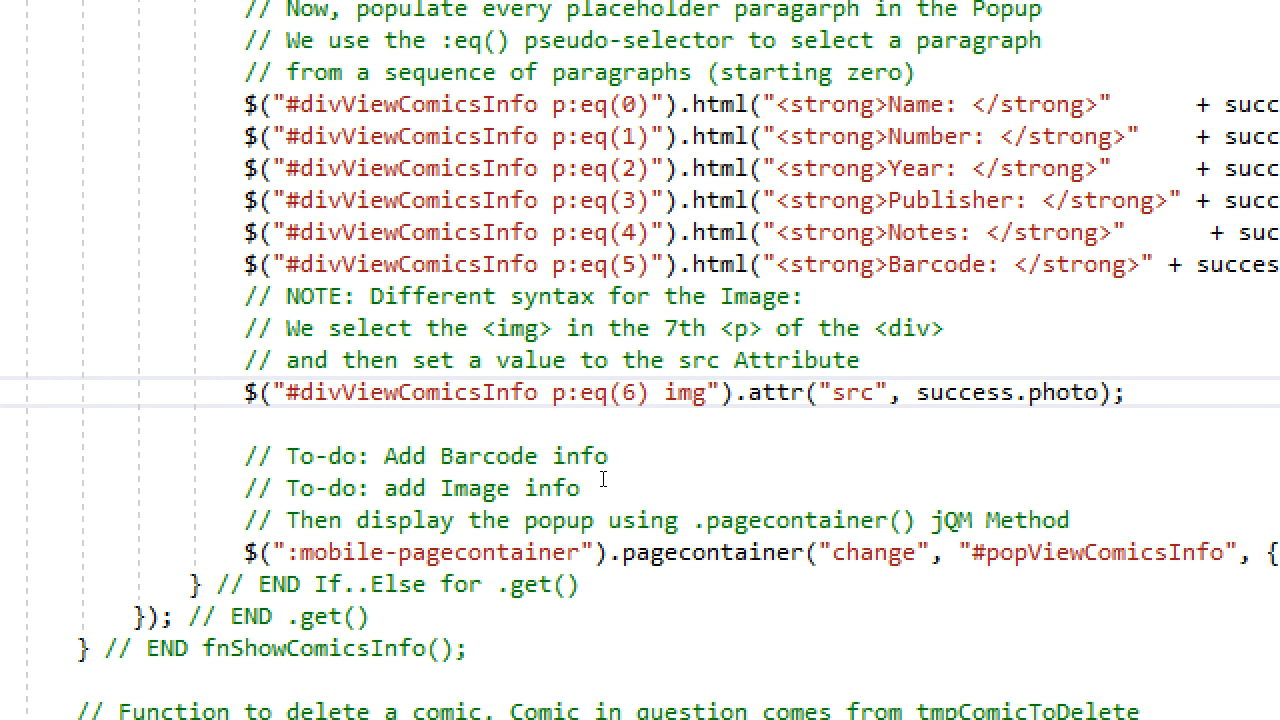 // Now, populate every placeholder paragarph in the Popup
// We use the :eq() pseudo-selector to select a paragraph
// from a sequence of paragraphs (starting zero)
$("#divViewComicsInfo p:eq(0)").html("<strong>Name: </strong>"      + succ
$("#divViewComicsInfo p:eq(1)").html("<strong>Number: </strong>"    + succ
$("#divViewComicsInfo p:eq(2)").html("<strong>Year: </strong>"      + succ
$("#divViewComicsInfo p:eq(3)").html("<strong>Publisher: </strong>" + succ
$("#divViewComicsInfo p:eq(4)").html("<strong>Notes: </strong>"      + suc
$("#divViewComicsInfo p:eq(5)").html("<strong>Barcode: </strong>" + succes
// NOTE: Different syntax for the Image:
// We select the <img> in the 7th <p> of the <div>
// and then set a value to the src Attribute
$("#divViewComicsInfo p:eq(6) img").attr("src", success.photo);
// To-do: Add Barcode info
// To-do: add Image info
// Then display the popup using .pagecontainer() jQM Method
$(":mobile-pagecontainer").pagecontainer("change", "#popViewComicsInfo", {
} // END If..Else for .get()
}); // END .get()
} // END fnShowComicsInfo();
// Function to delete a comic. Comic in question comes from tmpComicToDelete